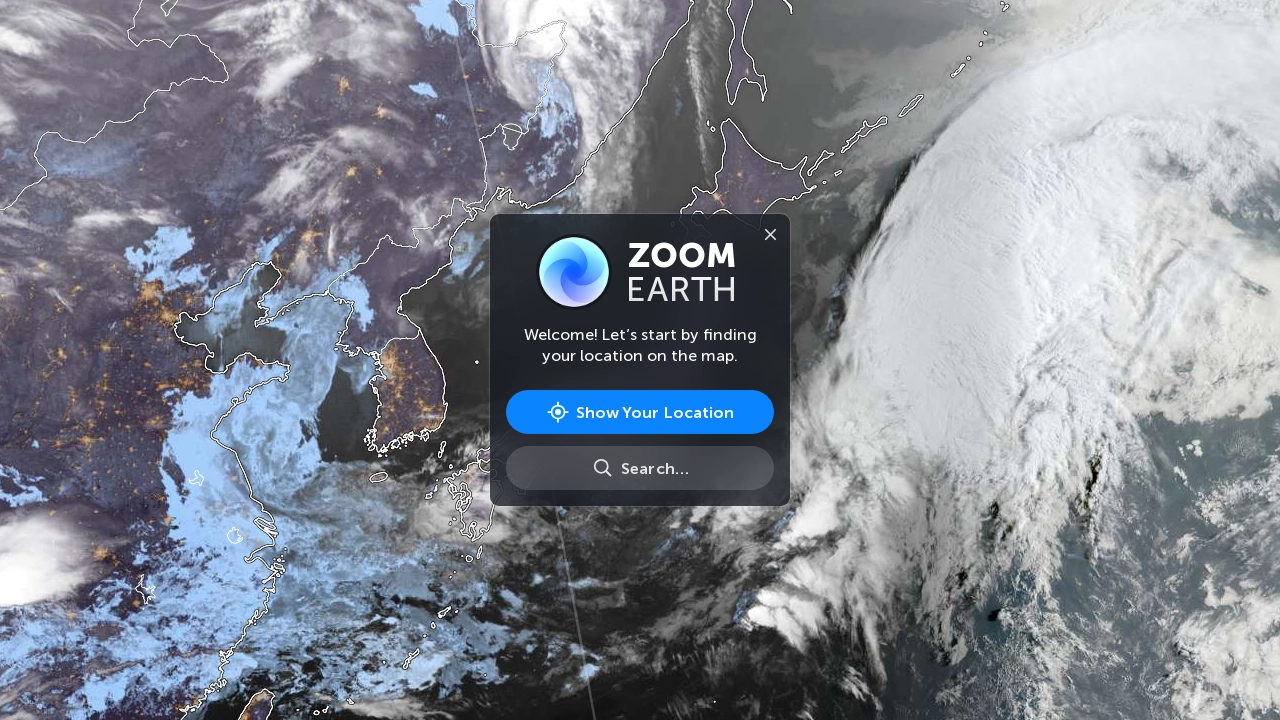 ZOOM
EARTH
Welcome! Let’s start by finding
your location on the map.
Show Your Location
Search…